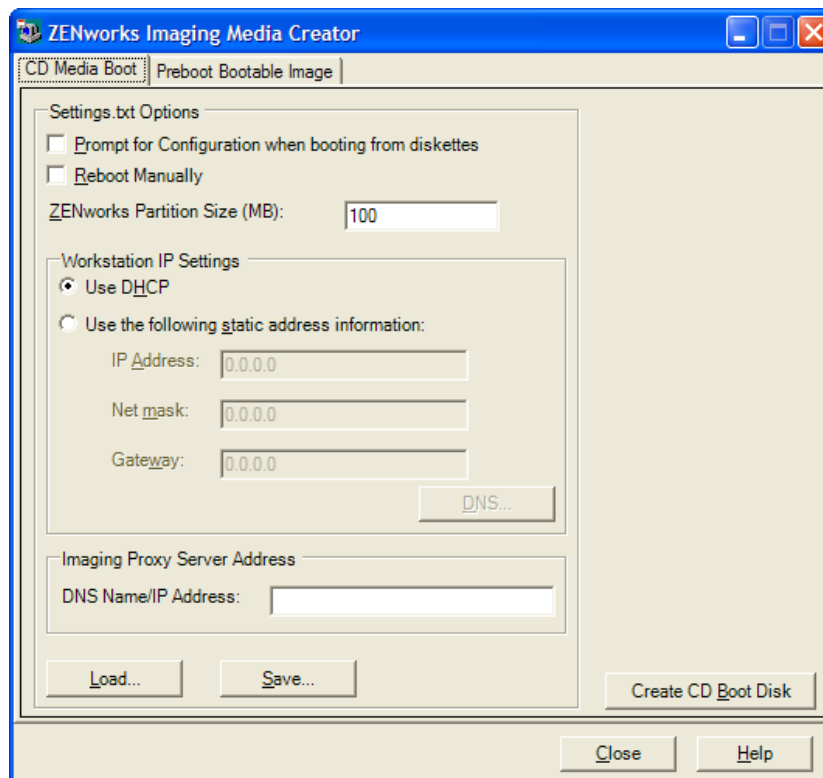 ZENworks Imaging Media Creator
CD Media Boot
Preboot Bootable Image
Settings.txt Options
Prompt for Configuration when booting from diskettes
Reboot Manually
ZENworks Partition Size (MB):
100
Workstation IP Settings
Use DHCP
Use the following static address information:
IP Address:
0.0.0.0
Net mask:
0.0.0.0
Gateway:
0.0.0.0
DNS...
Imaging Proxy Server Address
DNS Name/IP Address:
Load...
Save...
Create CD Boot Disk
Close
Help